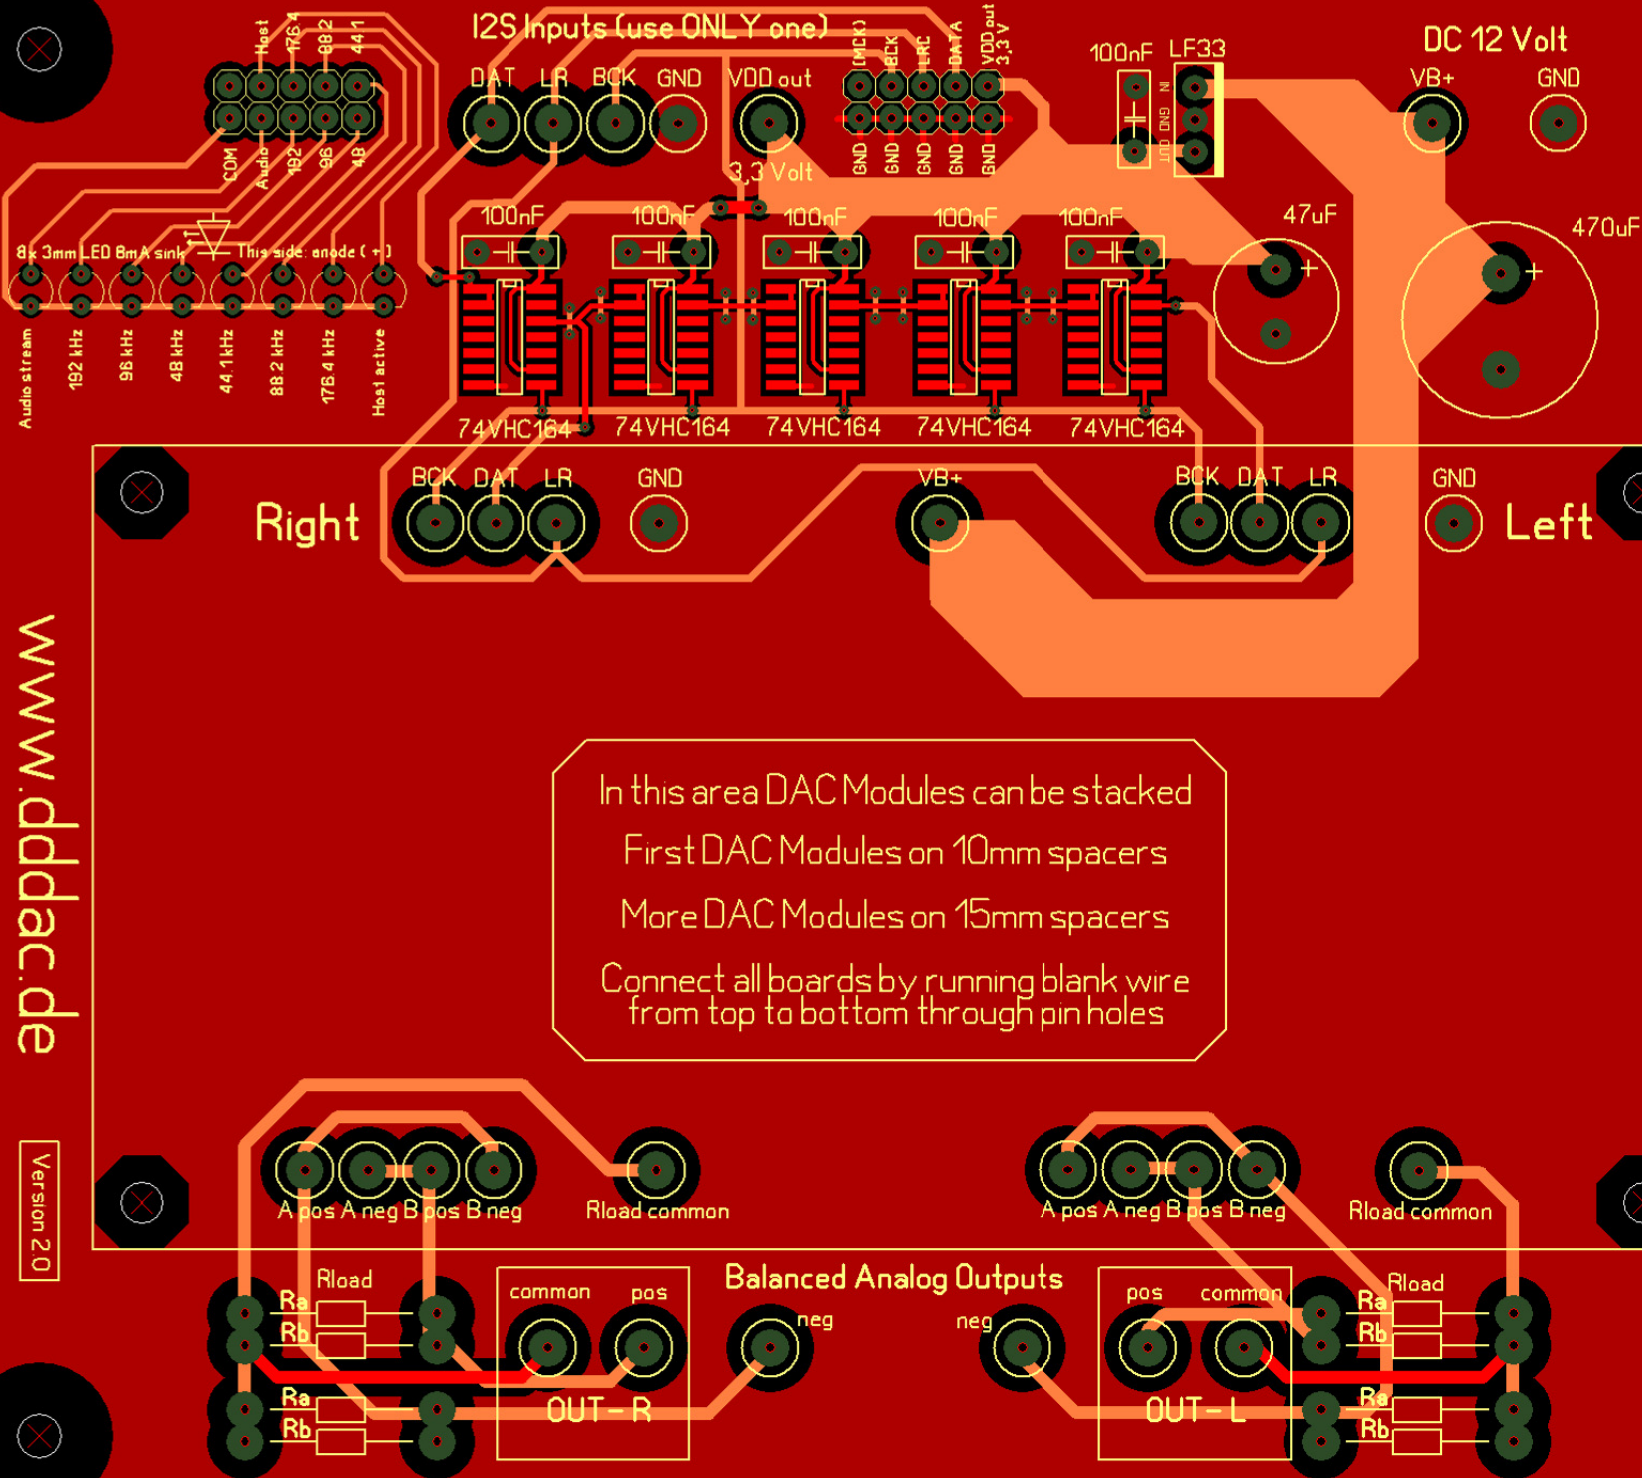 I2S Inputs (use ONLY one)
DC 12 Volt
Host
176.4
88.2
44.1
DAT
LR
BCK
GND
VDD out
(MCK)
BCK
LRC
DATA
VDD out
3,3 V
100nF
LF33
VB+
GND
IN
GND
OUT
COM
Audio
192
96
48
GND
GND
GND
GND
GND
3,3 Volt
100nF
100nF
100nF
100nF
100nF
47uF
+
470uF
+
8x 3mm LED 8mA sink
This side: anode (+)
Audio stream
192 kHz
96 kHz
48 kHz
44.1 kHz
88.2 kHz
176.4 kHz
Host active
74VHC164
74VHC164
74VHC164
74VHC164
74VHC164
Right
BCK
DAT
LR
GND
VB+
BCK
DAT
LR
GND
Left
www.dddac.de
In this area DAC Modules can be stacked
First DAC Modules on 10mm spacers
More DAC Modules on 15mm spacers
Connect all boards by running blank wire
from top to bottom through pin holes
Version 2.0
A pos
A neg
B pos
B neg
Rload common
A pos
A neg
B pos
B neg
Rload common
Balanced Analog Outputs
Rload
Ra
Rb
Ra
Rb
common
pos
neg
OUT-R
neg
pos
common
OUT-L
Rload
Ra
Rb
Ra
Rb